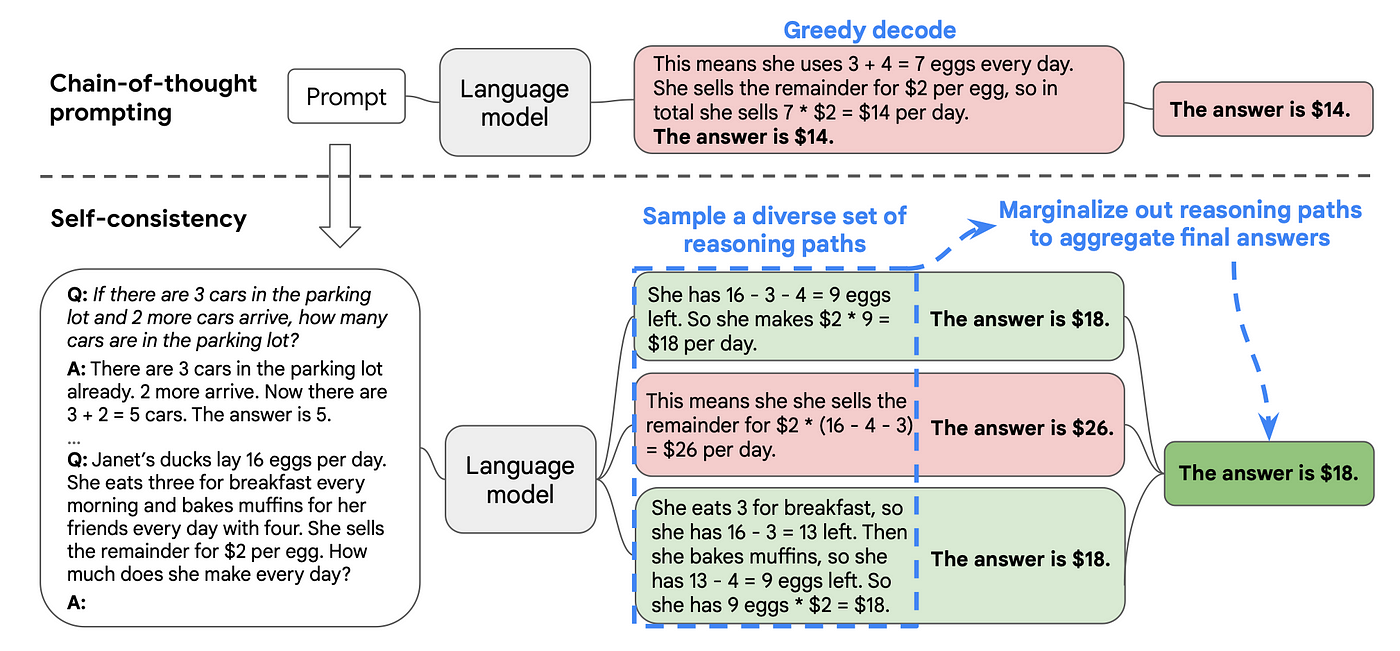 Greedy decode
Chain-of-thought
prompting
Prompt
Language
model
This means she uses 3 + 4 = 7 eggs every day.
She sells the remainder for $2 per egg, so in
total she sells 7 * $2 = $14 per day.
The answer is $14.
The answer is $14.
Self-consistency
Sample a diverse set of
reasoning paths
Marginalize out reasoning paths
to aggregate final answers
Q: If there are 3 cars in the parking
lot and 2 more cars arrive, how many
cars are in the parking lot?
A: There are 3 cars in the parking lot
already. 2 more arrive. Now there are
3 + 2 = 5 cars. The answer is 5.
...
Q: Janet's ducks lay 16 eggs per day.
She eats three for breakfast every
morning and bakes muffins for her
friends every day with four. She sells
the remainder for $2 per egg. How
much does she make every day?
A:
Language
model
She has 16 - 3 - 4 = 9 eggs
left. So she makes $2 * 9 =
$18 per day.
The answer is $18.
This means she she sells the
remainder for $2 * (16 - 4 - 3)
= $26 per day.
The answer is $26.
She eats 3 for breakfast, so
she has 16 - 3 = 13 left. Then
she bakes muffins, so she
has 13 - 4 = 9 eggs left. So
she has 9 eggs * $2 = $18.
The answer is $18.
The answer is $18.